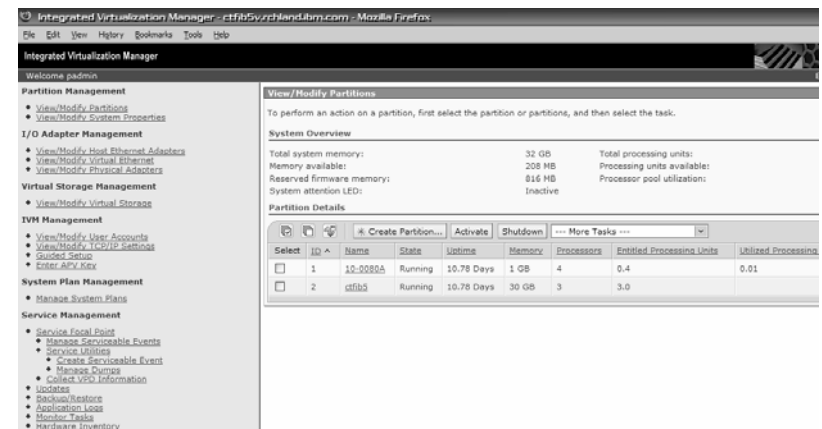 Integrated Virtualization Manager - ctfib5v.rchland.ibm.com - Mozilla Firefox
File Edit View History Bookmarks Tools Help
Integrated Virtualization Manager
Welcome padmin
Partition Management
View/Modify Partitions
View/Modify System Properties
I/O Adapter Management
View/Modify Host Ethernet Adapters
View/Modify Virtual Ethernet
View/Modify Physical Adapters
Virtual Storage Management
View/Modify Virtual Storage
IVM Management
View/Modify User Accounts
View/Modify TCP/IP Settings
Guided Setup
Enter APV Key
System Plan Management
Manage System Plans
Service Management
Service Focal Point
Manage Serviceable Events
Service Utilities
Create Serviceable Event
Manage Dumps
Collect VPD Information
Updates
Backup/Restore
Application Logs
Monitor Tasks
Hardware Inventory
View/Modify Partitions
To perform an action on a partition, first select the partition or partitions, and then select the task.
System Overview
Total system memory: 32 GB Total processing units:
Memory available: 208 MB Processing units available:
Reserved firmware memory: 816 MB Processor pool utilization:
System attention LED: Inactive
Partition Details
Create Partition... Activate Shutdown --- More Tasks ---
Select ID Name State Uptime Memory Processors Entitled Processing Units Utilized Processing
1 10-0080A Running 10.78 Days 1 GB 4 0.4 0.01
2 ctfib5 Running 10.78 Days 30 GB 3 3.0